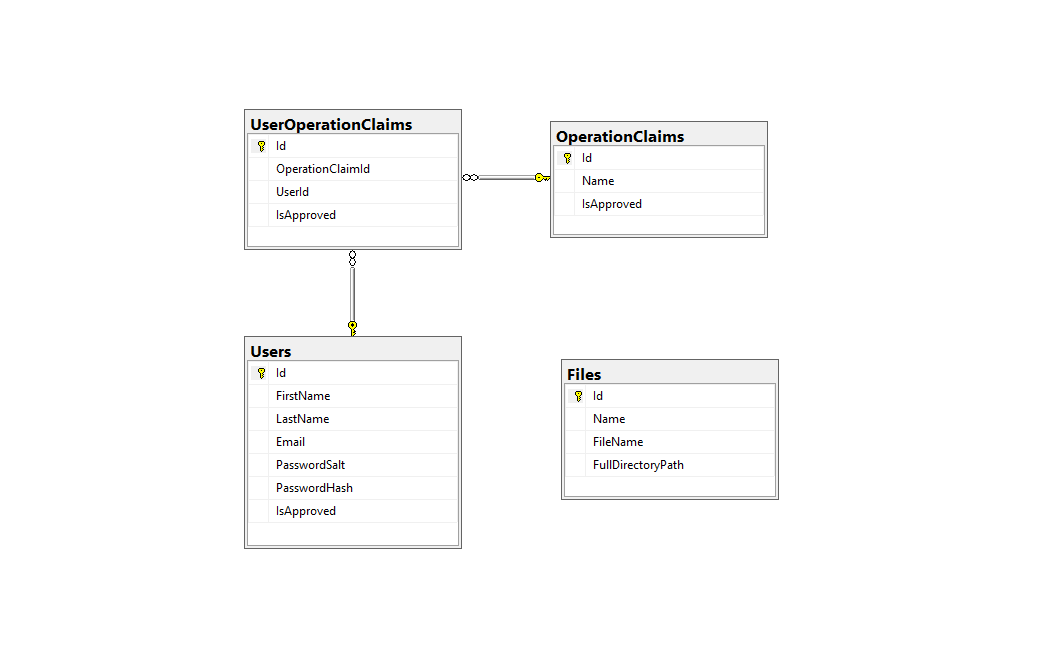 UserOperationClaims
Id
OperationClaimId
UserId
IsApproved
OperationClaims
Id
Name
IsApproved
Users
Id
FirstName
LastName
Email
PasswordSalt
PasswordHash
IsApproved
Files
Id
Name
FileName
FullDirectoryPath